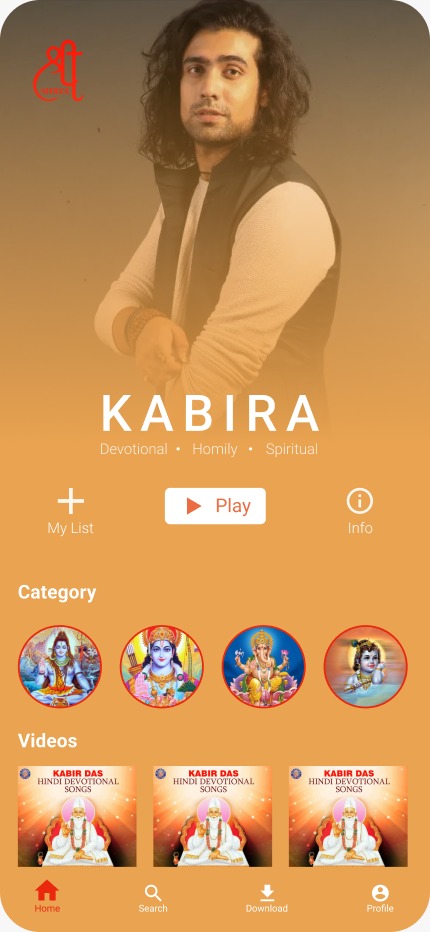 श्री
KABIRA
Devotional • Homily • Spiritual
My List
Play
Info
Category
Videos
KABIR DAS
HINDI DEVOTIONAL
SONGS
KABIR DAS
HINDI DEVOTIONAL
SONGS
KABIR DAS
HINDI DEVOTIONAL
SONGS
Home
Search
Download
Profile